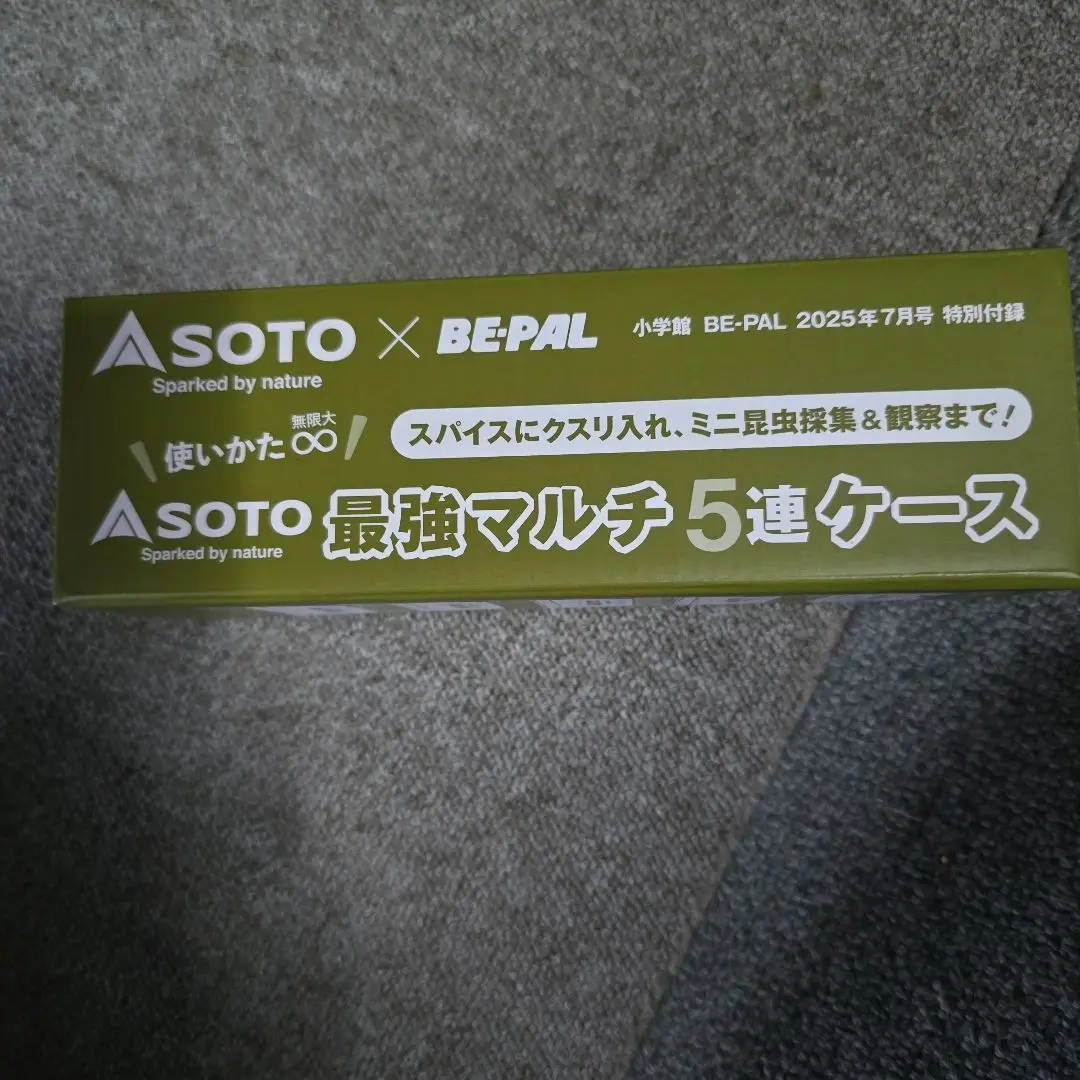 SOTO × BE-PAL 小学館 BE-PAL 2025年7月号 特別付録
Sparked by nature
無限大
使いかた∞ スパイスにクスリ入れ、ミニ昆虫採集&観察まで!
SOTO 最強マルチ5連ケース
Sparked by nature